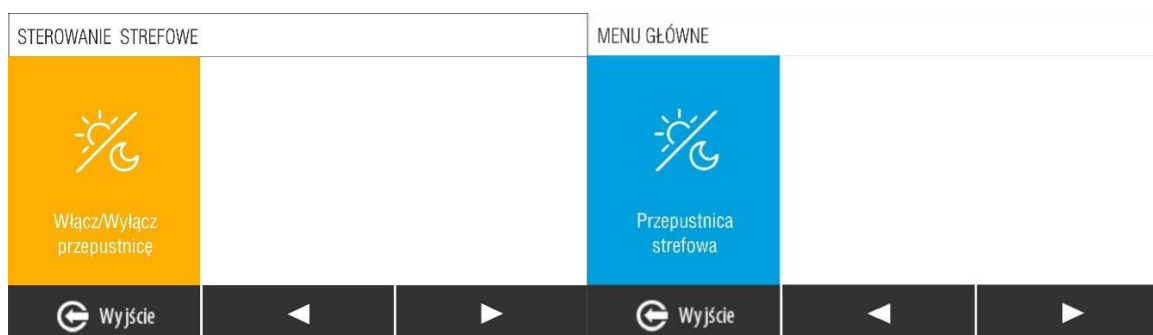 STEROWANIE STREFOWE
Włącz/Wyłącz
przepustnicę
Wyjście
MENU GŁÓWNE
Przepustnica
strefowa
Wyjście